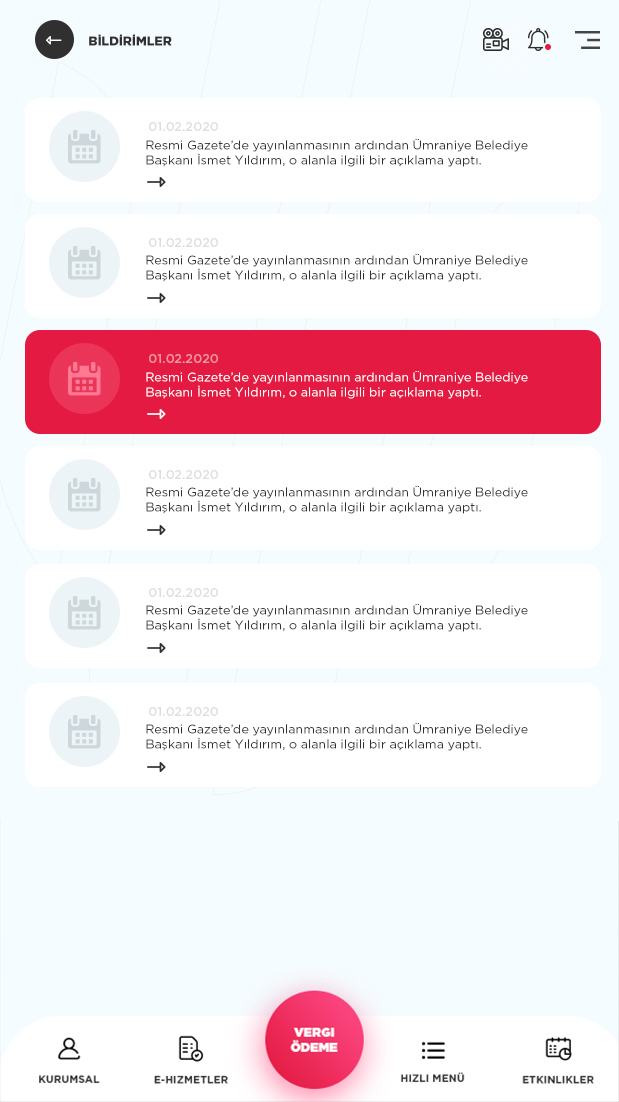 BİLDİRİMLER
01.02.2020
Resmi Gazete'de yayınlanmasının ardından Ümraniye Belediye
Başkanı İsmet Yıldırım, o alanla ilgili bir açıklama yaptı.
01.02.2020
Resmi Gazete'de yayınlanmasının ardından Ümraniye Belediye
Başkanı İsmet Yıldırım, o alanla ilgili bir açıklama yaptı.
01.02.2020
Resmi Gazete'de yayınlanmasının ardından Ümraniye Belediye
Başkanı İsmet Yıldırım, o alanla ilgili bir açıklama yaptı.
01.02.2020
Resmi Gazete'de yayınlanmasının ardından Ümraniye Belediye
Başkanı İsmet Yıldırım, o alanla ilgili bir açıklama yaptı.
01.02.2020
Resmi Gazete'de yayınlanmasının ardından Ümraniye Belediye
Başkanı İsmet Yıldırım, o alanla ilgili bir açıklama yaptı.
01.02.2020
Resmi Gazete'de yayınlanmasının ardından Ümraniye Belediye
Başkanı İsmet Yıldırım, o alanla ilgili bir açıklama yaptı.
KURUMSAL
E-HIZMETLER
VERGI
ÖDEME
HIZLI MENÜ
ETKINLIKLER